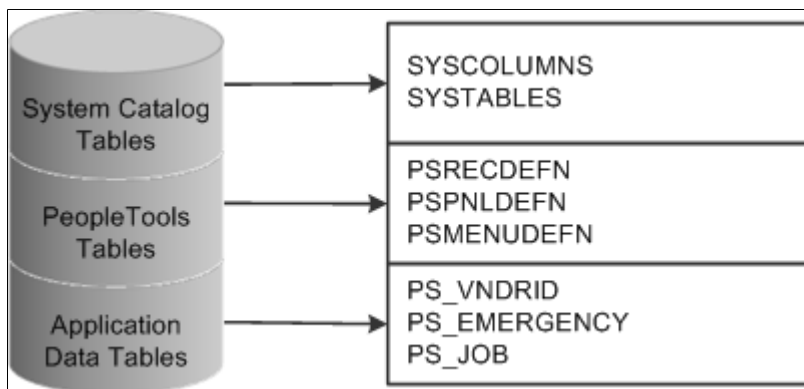 System Catalog
Tables
SYSCOLUMNS
SYSTABLES
PeopleTools
Tables
PSRECDEFN
PSPNLDEFN
PSMENUDEFN
Application
Data Tables
PS_VNDRID
PS_EMERGENCY
PS_JOB